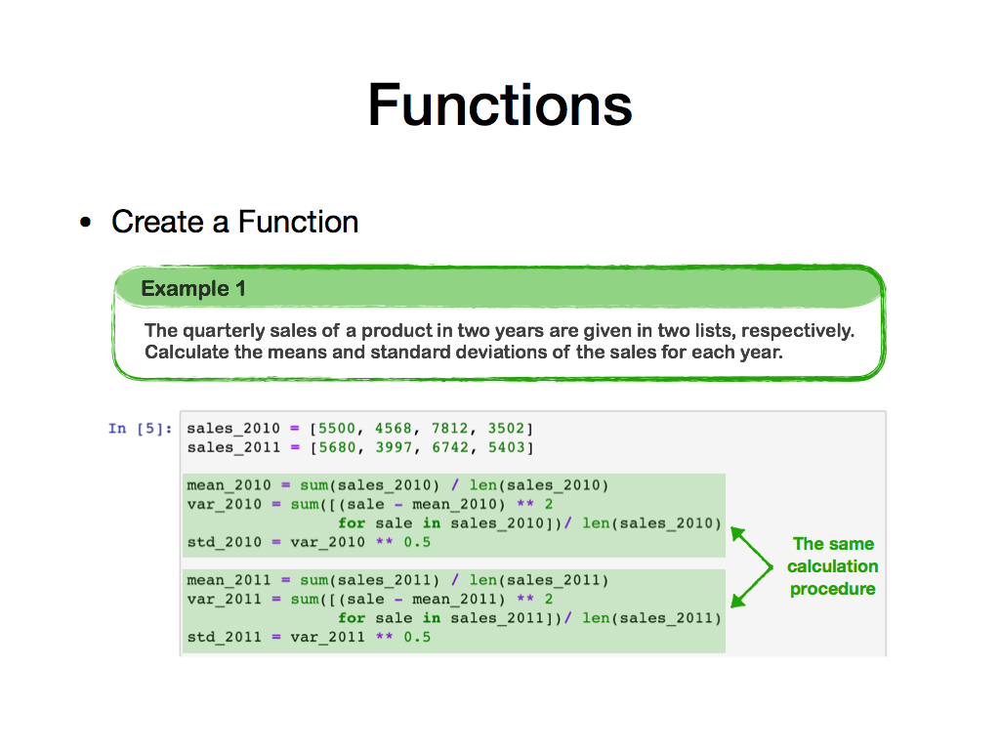 Functions
• Create a Function
Example 1
The quarterly sales of a product in two years are given in two lists, respectively.
Calculate the means and standard deviations of the sales for each year.
In [5]: sales_2010 = [5500, 4568, 7812, 3502]
sales_2011 = [5680, 3997, 6742, 5403]
mean_2010 = sum(sales_2010) / len(sales_2010)
var_2010 = sum([(sale - mean_2010) ** 2
for sale in sales_2010])/ len(sales_2010)
std_2010 = var_2010 ** 0.5
mean_2011 = sum(sales_2011) / len(sales_2011)
var_2011 = sum([(sale - mean_2011) ** 2
for sale in sales_2011])/ len(sales_2011)
std_2011 = var_2011 ** 0.5
The same
calculation
procedure